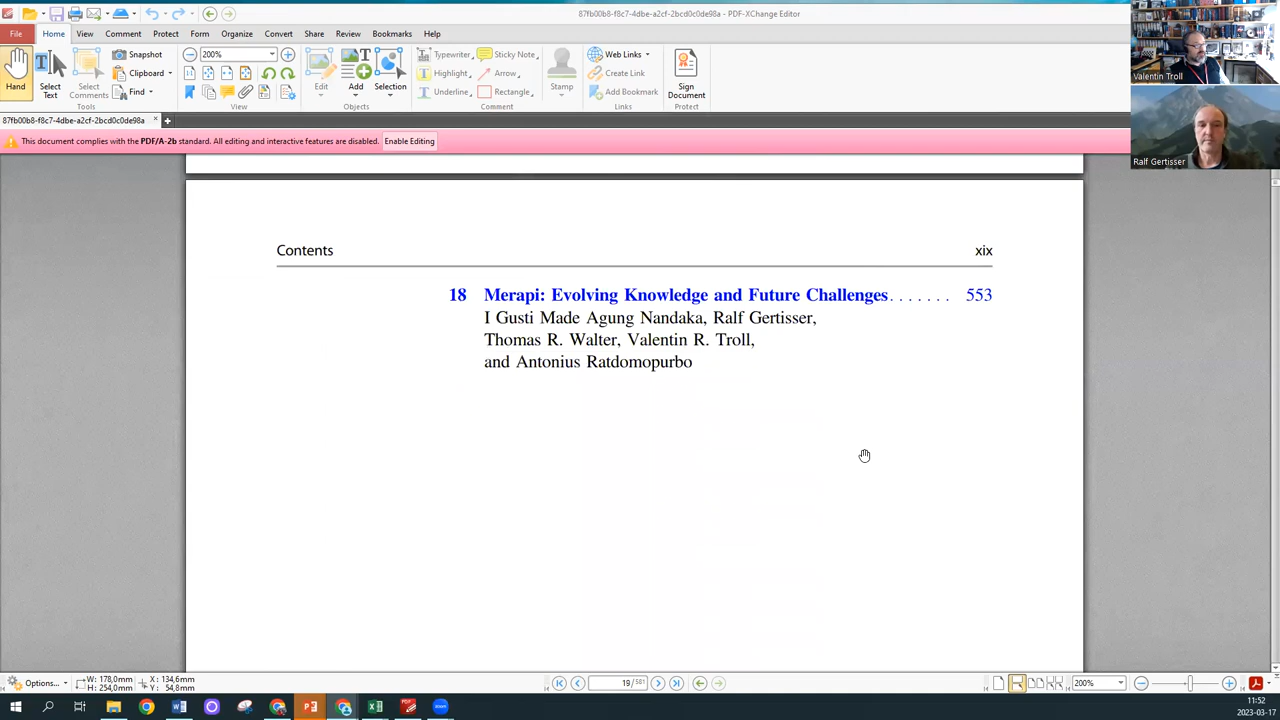 87fb00b8-f8c7-4dbe-a2cf-2bcd0c0de98a - PDF-XChange Editor
File Home View Comment Protect Form Organize Convert Share Review Bookmarks Help
Hand
Select Text
Select Comments
Tools
Snapshot
Clipboard
Find
200%
View
Edit
Add
Selection
Objects
Typewriter
Highlight
Underline
Sticky Note
Arrow
Rectangle
Stamp
Comment
Web Links
Create Link
Add Bookmark
Links
Sign Document
Protect
87fb00b8-f8c7-4dbe-a2cf-2bcd0c0de98a
This document complies with the PDF/A-2b standard. All editing and interactive features are disabled. Enable Editing
Valentin Troll
Ralf Gertisser
Contents xix
18 Merapi: Evolving Knowledge and Future Challenges. . . . . . . 553
I Gusti Made Agung Nandaka, Ralf Gertisser,
Thomas R. Walter, Valentin R. Troll,
and Antonius Ratdomopurbo
Options... W: 178,0mm X: 134,6mm
H: 254,0mm Y: 54,8mm
19 / 581
200%
11:52
2023-03-17